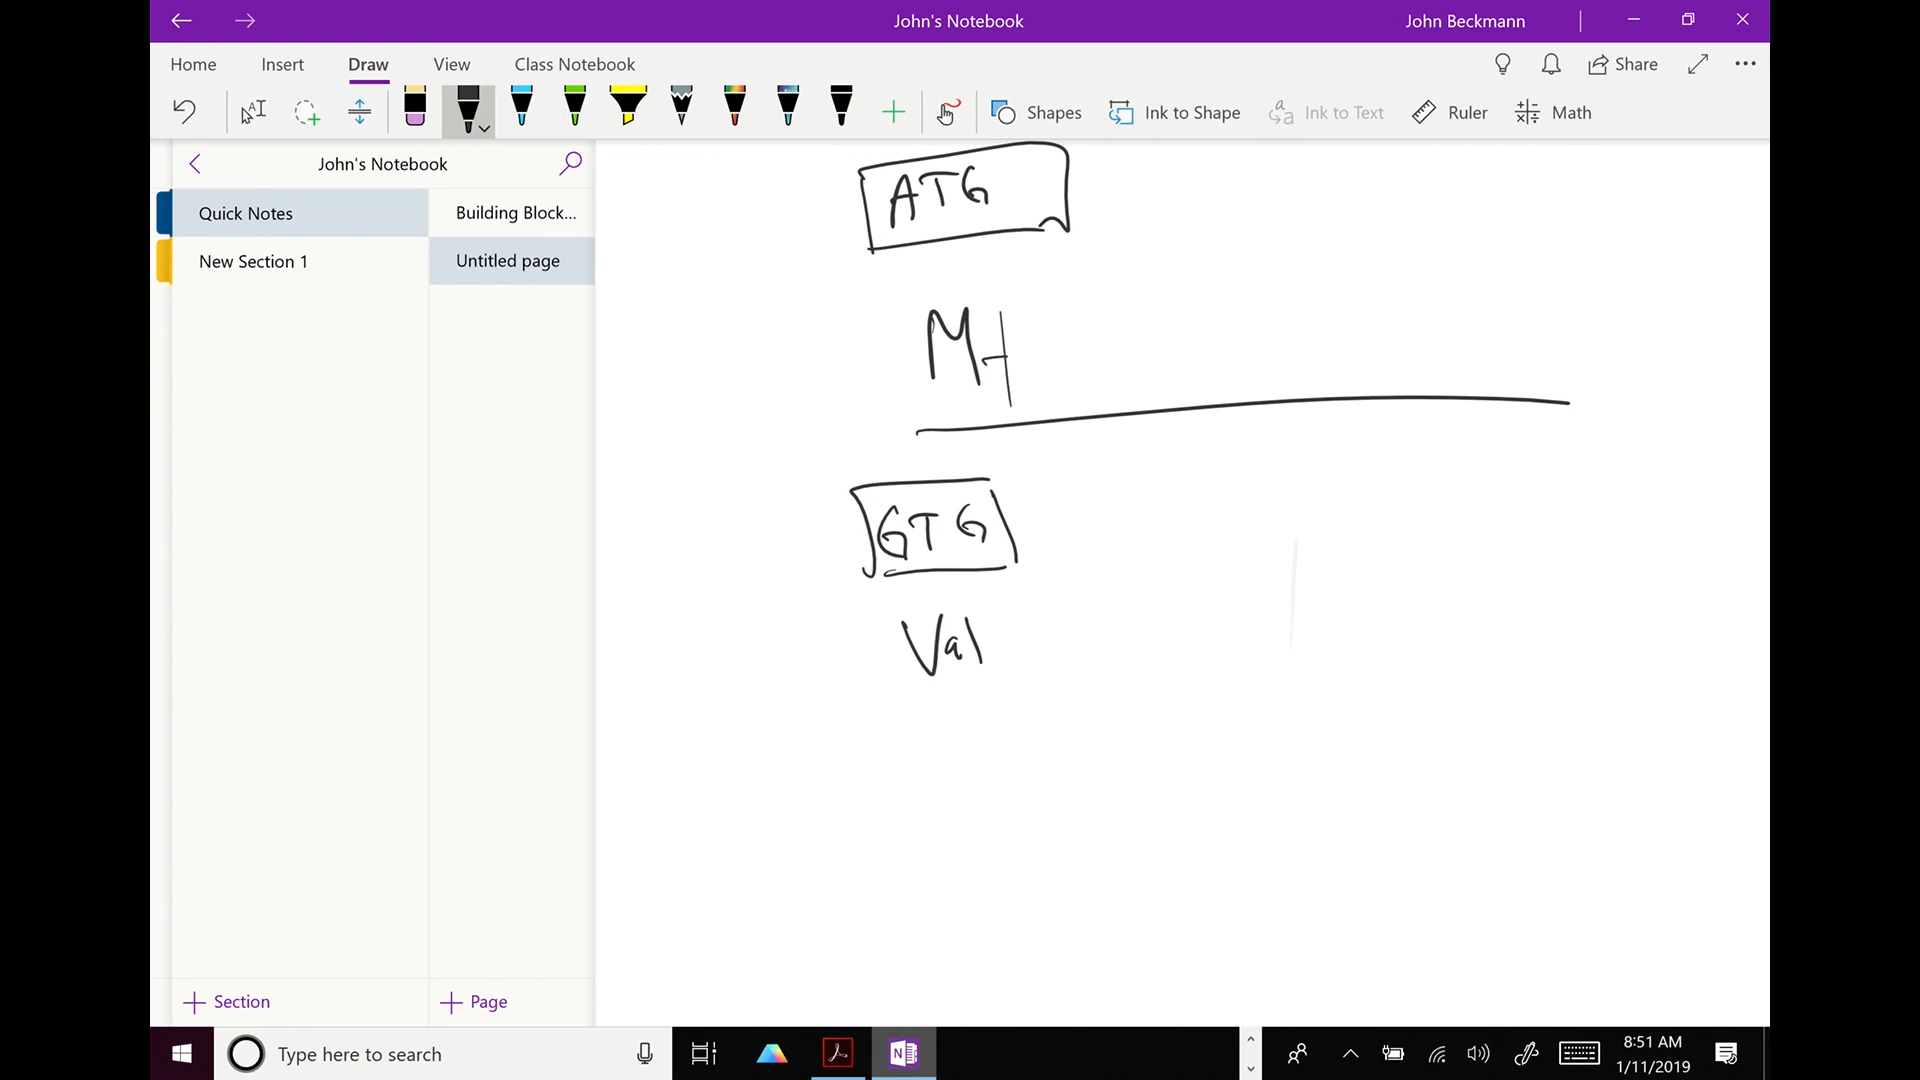 John's Notebook John Beckmann
Home Insert Draw View Class Notebook Share
Shapes Ink to Shape Ink to Text Ruler Math
John's Notebook
Quick Notes Building Block...
New Section 1 Untitled page
ATG
GTG
Val
Section Page
Type here to search
8:51 AM
1/11/2019